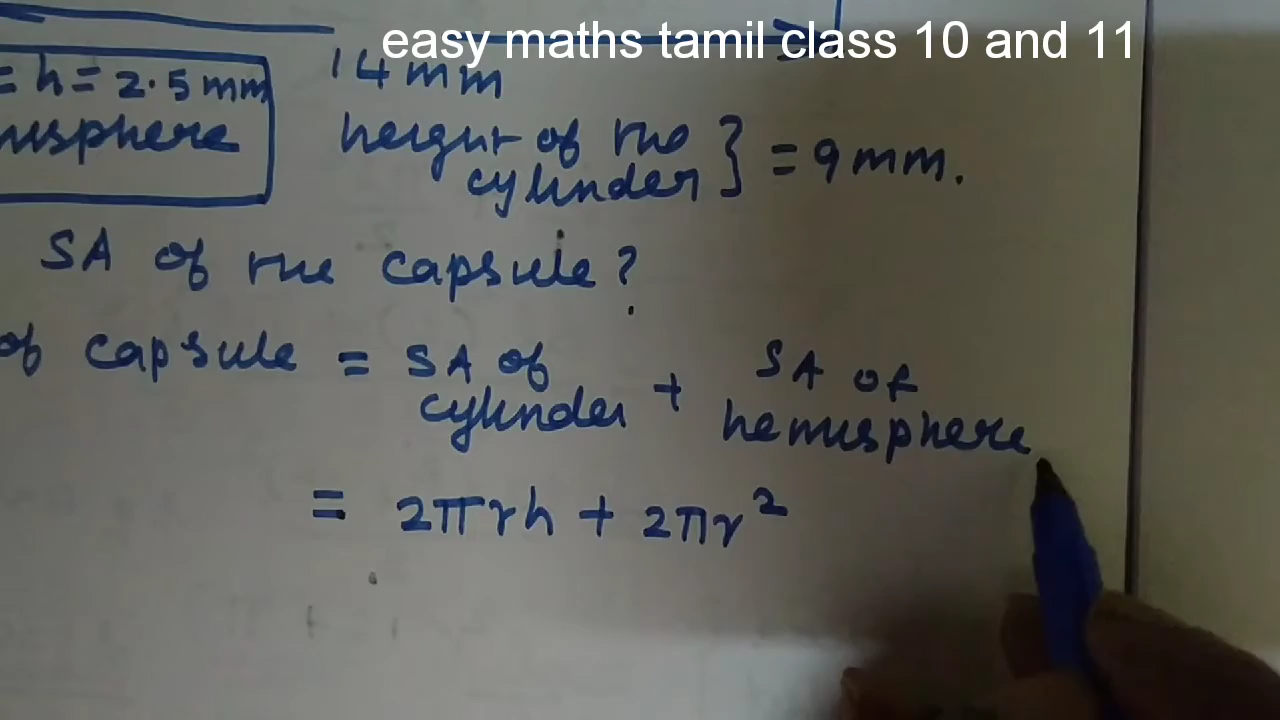 easy maths tamil class 10 and 11
= h = 2.5 mm
14 mm
height of the
cylinder } = 9 mm.
SA of the capsule?
of capsule = SA of cylinder + SA of hemisphere
= 2πrh + 2πr²